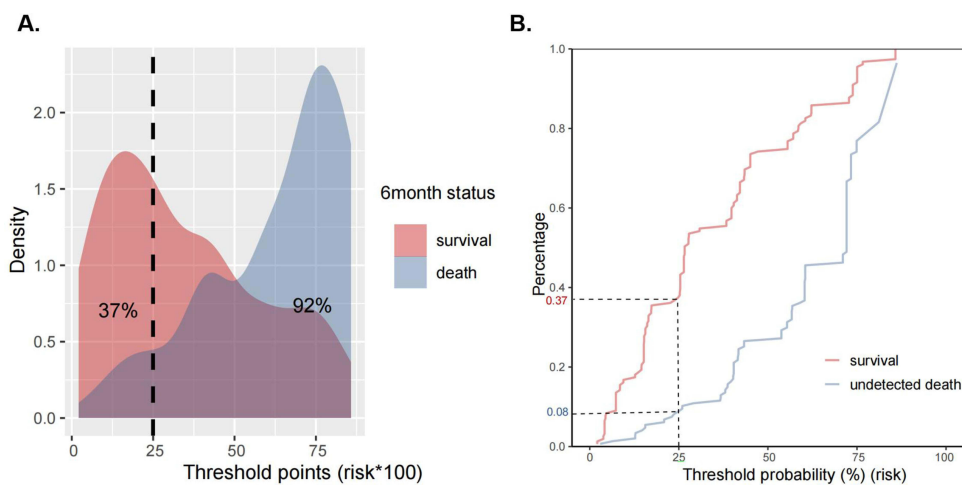 A.
2.0
1.5
1.0
0.5
0.0
Density
37%
92%
0
25
50
75
Threshold points (risk*100)
6month status
survival
death
B.
1.0
0.8
0.6
0.4
0.37
0.2
0.08
0.0
Percentage
survival
undetected death
0
25
50
75
100
Threshold probability (%) (risk)